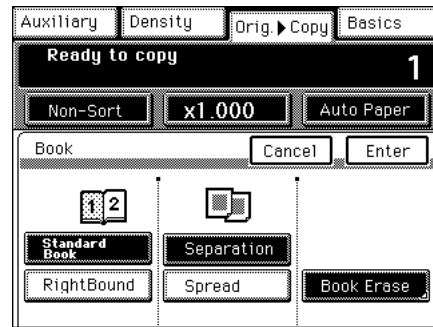 Auxiliary Density Orig.▶Copy Basics
Ready to copy
1
Non-Sort x1.000 Auto Paper
Book Cancel Enter
1 2
Standard
Book
Separation
RightBound Spread Book Erase